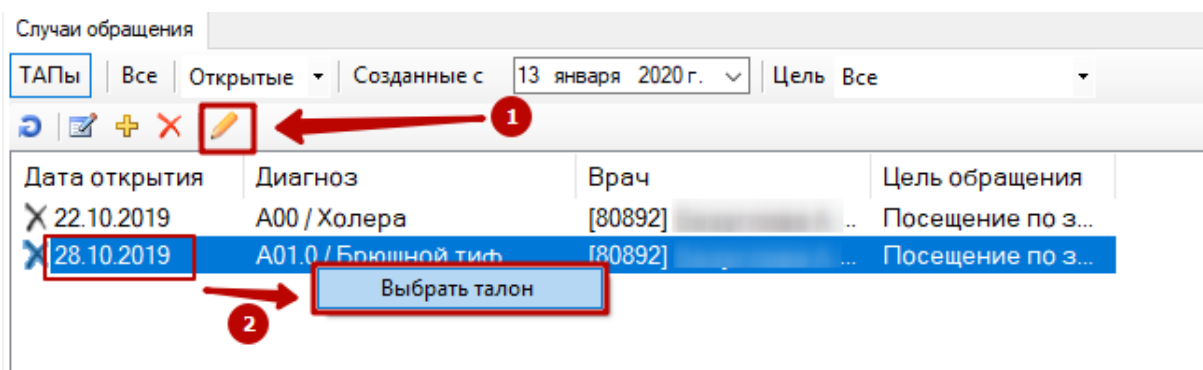 Случаи обращения
ТАПы Все Открытые Созданные с 13 января 2020 г. Цель Все
1
Дата открытия Диагноз Врач Цель обращения
22.10.2019 A00 / Холера [80892] ... Посещение по з...
28.10.2019 A01.0 / Брюшной тиф [80892] ... Посещение по з...
Выбрать талон
2